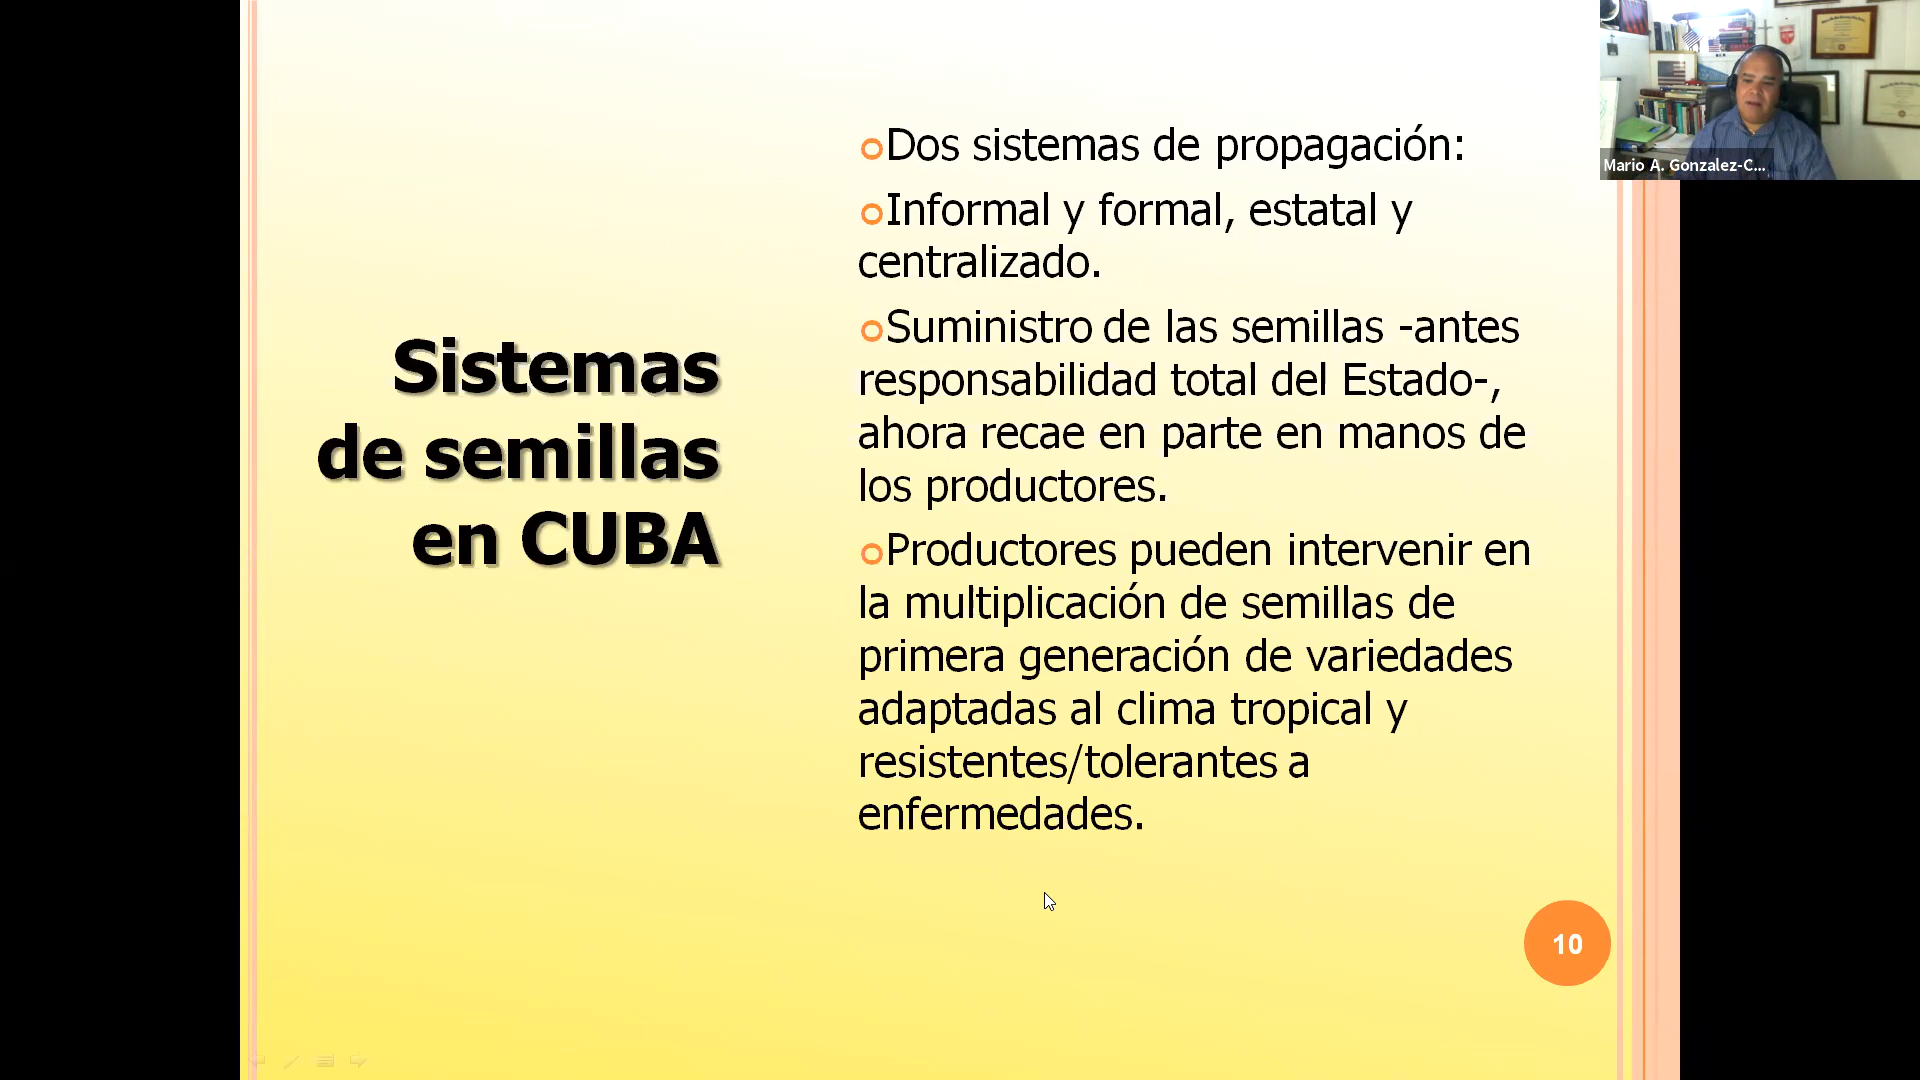 Sistemas
de semillas
en CUBA
Dos sistemas de propagación:
Informal y formal, estatal y
centralizado.
Suministro de las semillas -antes
responsabilidad total del Estado-,
ahora recae en parte en manos de
los productores.
Productores pueden intervenir en
la multiplicación de semillas de
primera generación de variedades
adaptadas al clima tropical y
resistentes/tolerantes a
enfermedades.
10
Mario A. Gonzalez-C...